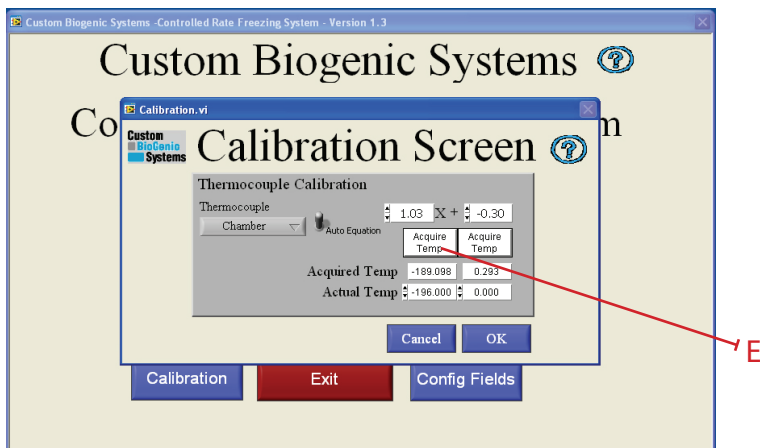 Custom Biogenic Systems -Controlled Rate Freezing System - Version 1.3
Custom Biogenic Systems
Co
m
Calibration.vi
Custom
BioGenic
Systems
Calibration Screen
Thermocouple Calibration
Thermocouple
Chamber
Auto Equation
1.03 X + -0.30
Acquire Temp
Acquire Temp
Acquired Temp -189.098 0.293
Actual Temp -196.000 0.000
Cancel OK
E
Calibration Exit Config Fields